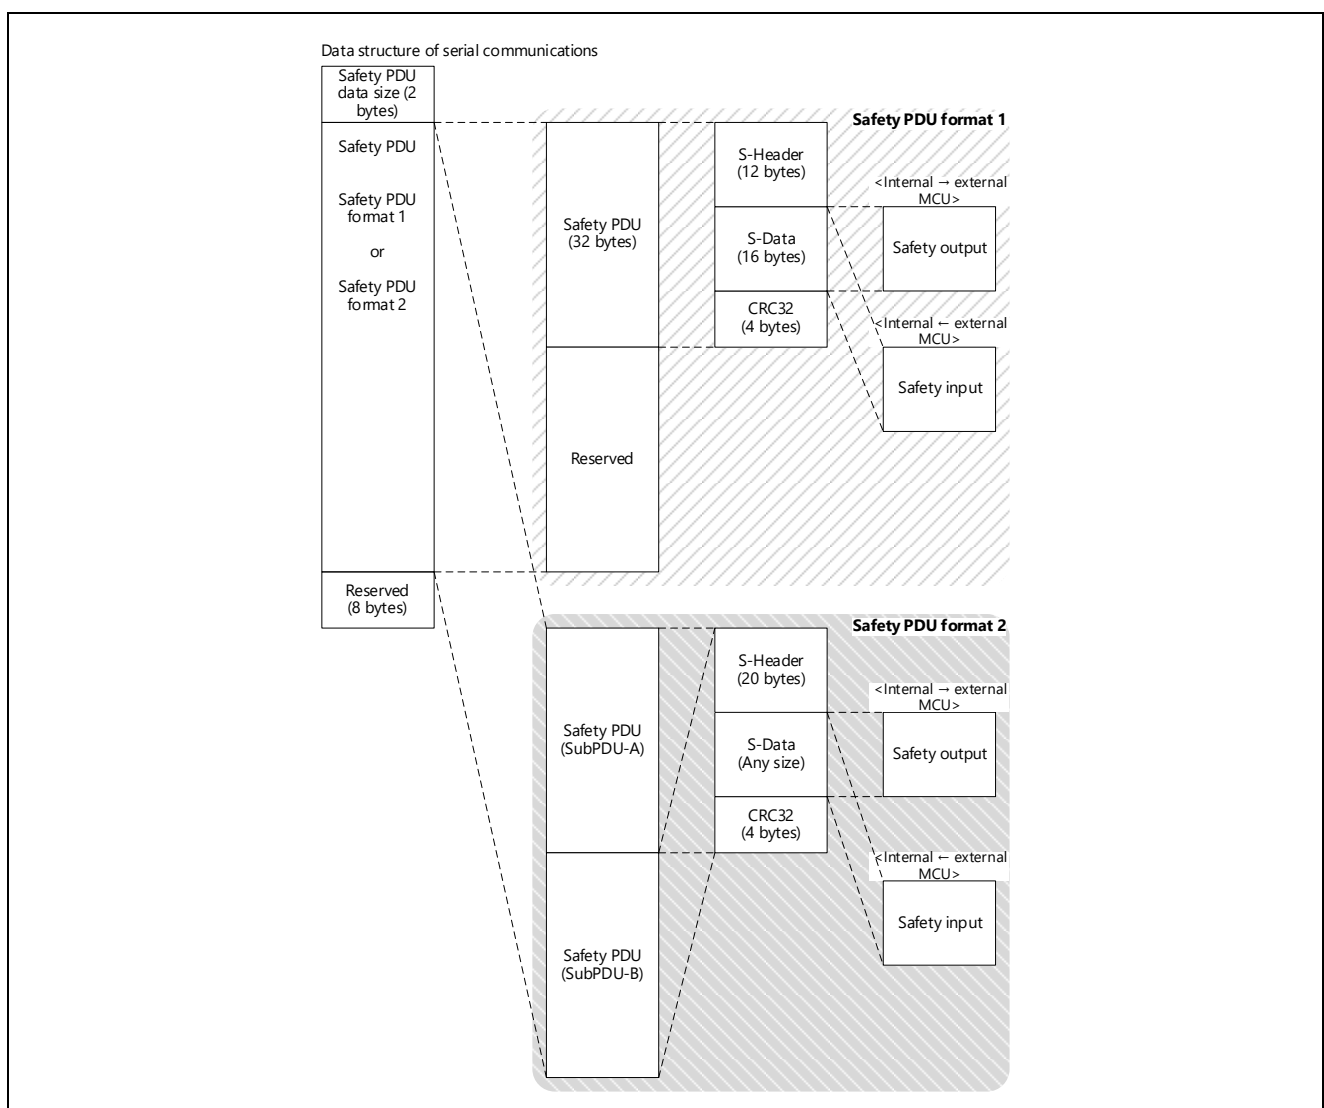 Data structure of serial communications
Safety PDU
data size (2
bytes)
Safety PDU
Safety PDU
format 1
or
Safety PDU
format 2
Reserved
(8 bytes)
Safety PDU format 1
Safety PDU
(32 bytes)
Reserved
S-Header
(12 bytes)
S-Data
(16 bytes)
CRC32
(4 bytes)
<Internal → external
MCU>
Safety output
<Internal ← external
MCU>
Safety input
Safety PDU format 2
Safety PDU
(SubPDU-A)
Safety PDU
(SubPDU-B)
S-Header
(20 bytes)
S-Data
(Any size)
CRC32
(4 bytes)
<Internal → external
MCU>
Safety output
<Internal ← external
MCU>
Safety input